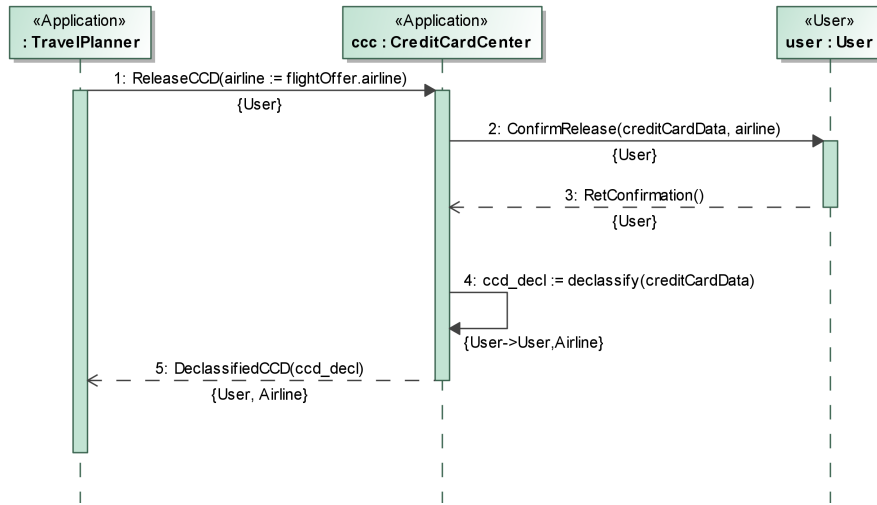 «Application»
: TravelPlanner
«Application»
ccc : CreditCardCenter
«User»
user : User
1: ReleaseCCD(airline := flightOffer.airline)
{User}
2: ConfirmRelease(creditCardData, airline)
{User}
3: RetConfirmation()
{User}
4: ccd_decl := declassify(creditCardData)
{User->User,Airline}
5: DeclassifiedCCD(ccd_decl)
{User, Airline}